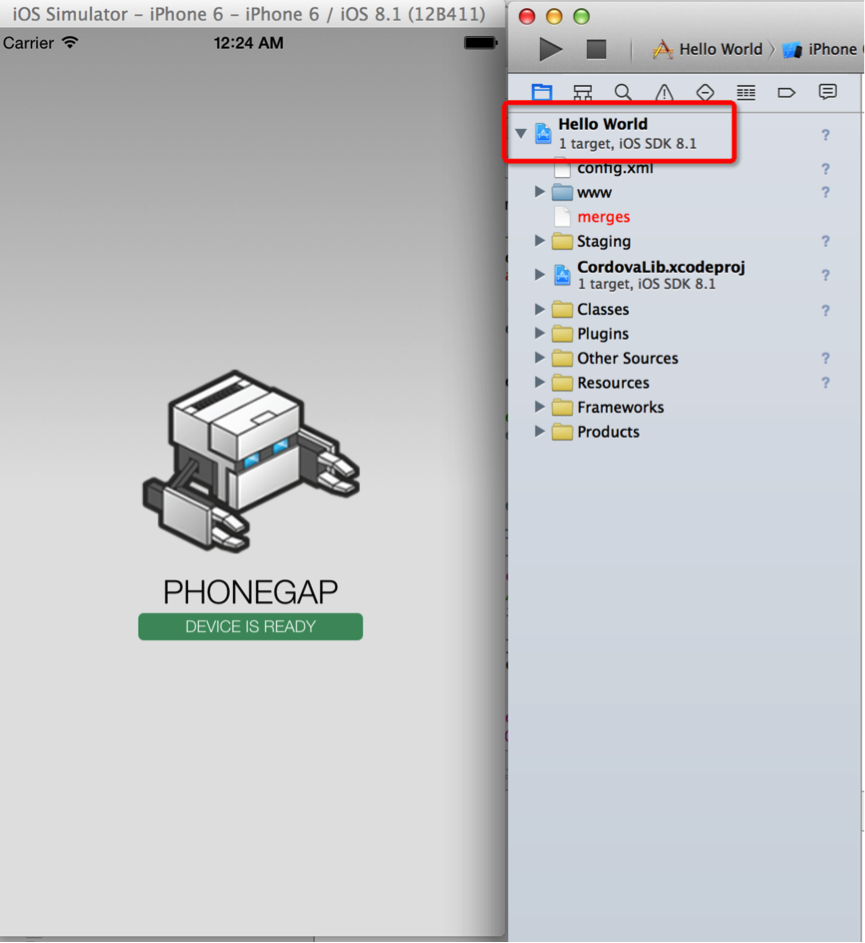 iOS Simulator – iPhone 6 – iPhone 6 / iOS 8.1 (12B411)
Carrier 12:24 AM
PHONEGAP
DEVICE IS READY
Hello World iPhone
Hello World
1 target, iOS SDK 8.1
?
config.xml ?
www ?
merges
Staging ?
CordovaLib.xcodeproj
1 target, iOS SDK 8.1
?
Classes ?
Plugins
Other Sources ?
Resources ?
Frameworks
Products